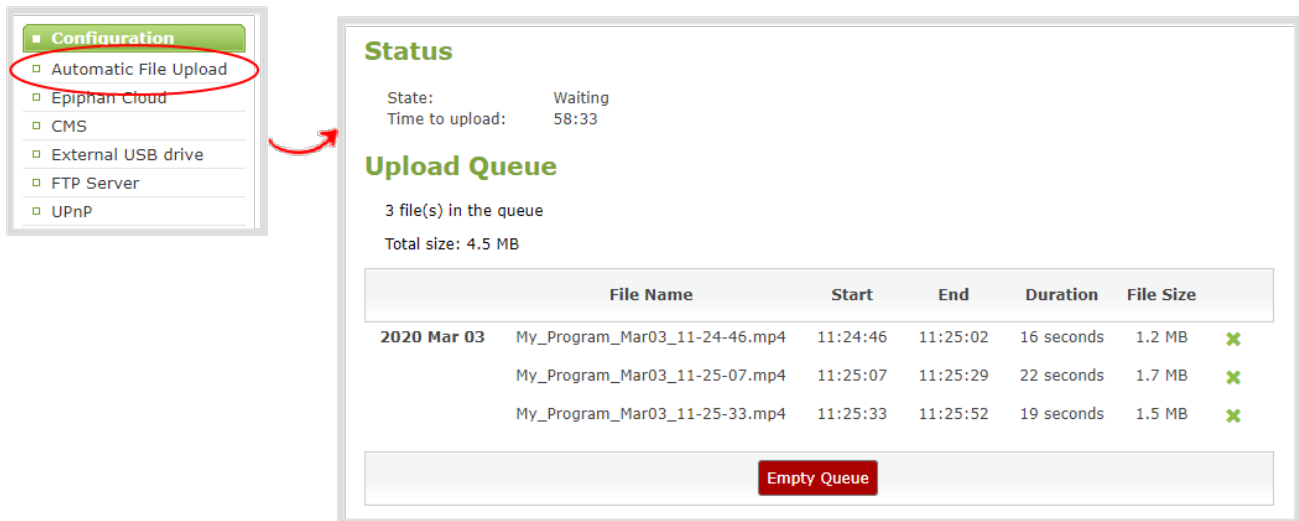 Configuration
Automatic File Upload
Epiphan Cloud
CMS
External USB drive
FTP Server
UPnP
Status
State: Waiting
Time to upload: 58:33
Upload Queue
3 file(s) in the queue
Total size: 4.5 MB
File Name Start End Duration File Size
2020 Mar 03 My_Program_Mar03_11-24-46.mp4 11:24:46 11:25:02 16 seconds 1.2 MB
My_Program_Mar03_11-25-07.mp4 11:25:07 11:25:29 22 seconds 1.7 MB
My_Program_Mar03_11-25-33.mp4 11:25:33 11:25:52 19 seconds 1.5 MB
Empty Queue